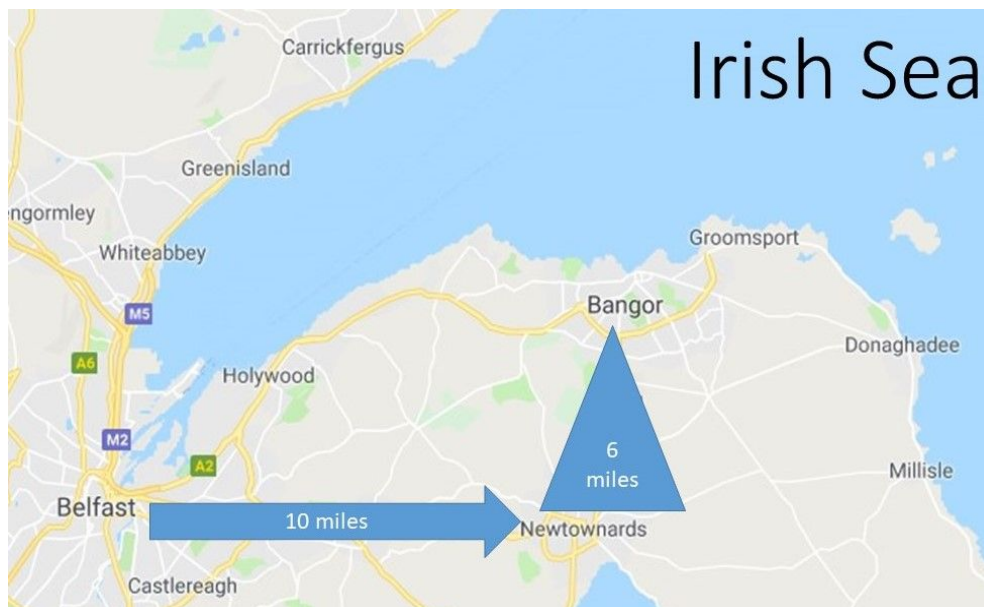 Carrickfergus
Irish Sea
Greenisland
ngormley
Whiteabbey
Groomsport
Bangor
M5
Donaghadee
A6
Holywood
M2
A2
6
miles
Millisle
Belfast
10 miles
Newtownards
Castlereagh